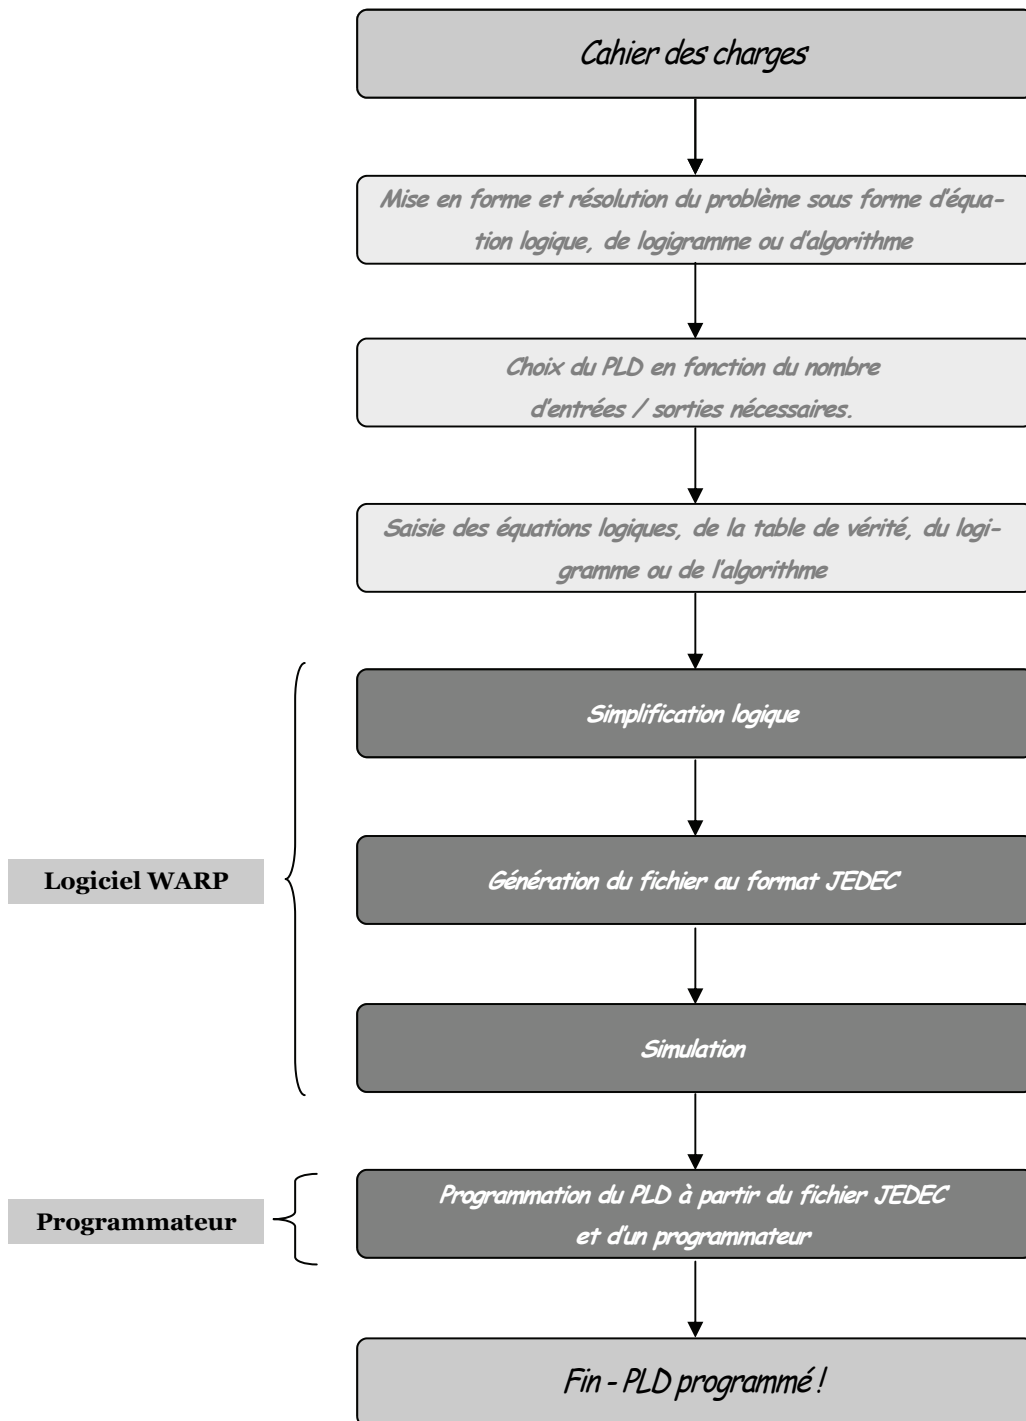 Cahier des charges
Mise en forme et résolution du problème sous forme d'équa-
tion logique, de logigramme ou d'algorithme
Choix du PLD en fonction du nombre
d'entrées / sorties nécessaires.
Saisie des équations logiques, de la table de vérité, du logi-
gramme ou de l'algorithme
Simplification logique
Logiciel WARP
Génération du fichier au format JEDEC
Simulation
Programmation du PLD à partir du fichier JEDEC
et d'un programmateur
Programmateur
Fin - PLD programmé !